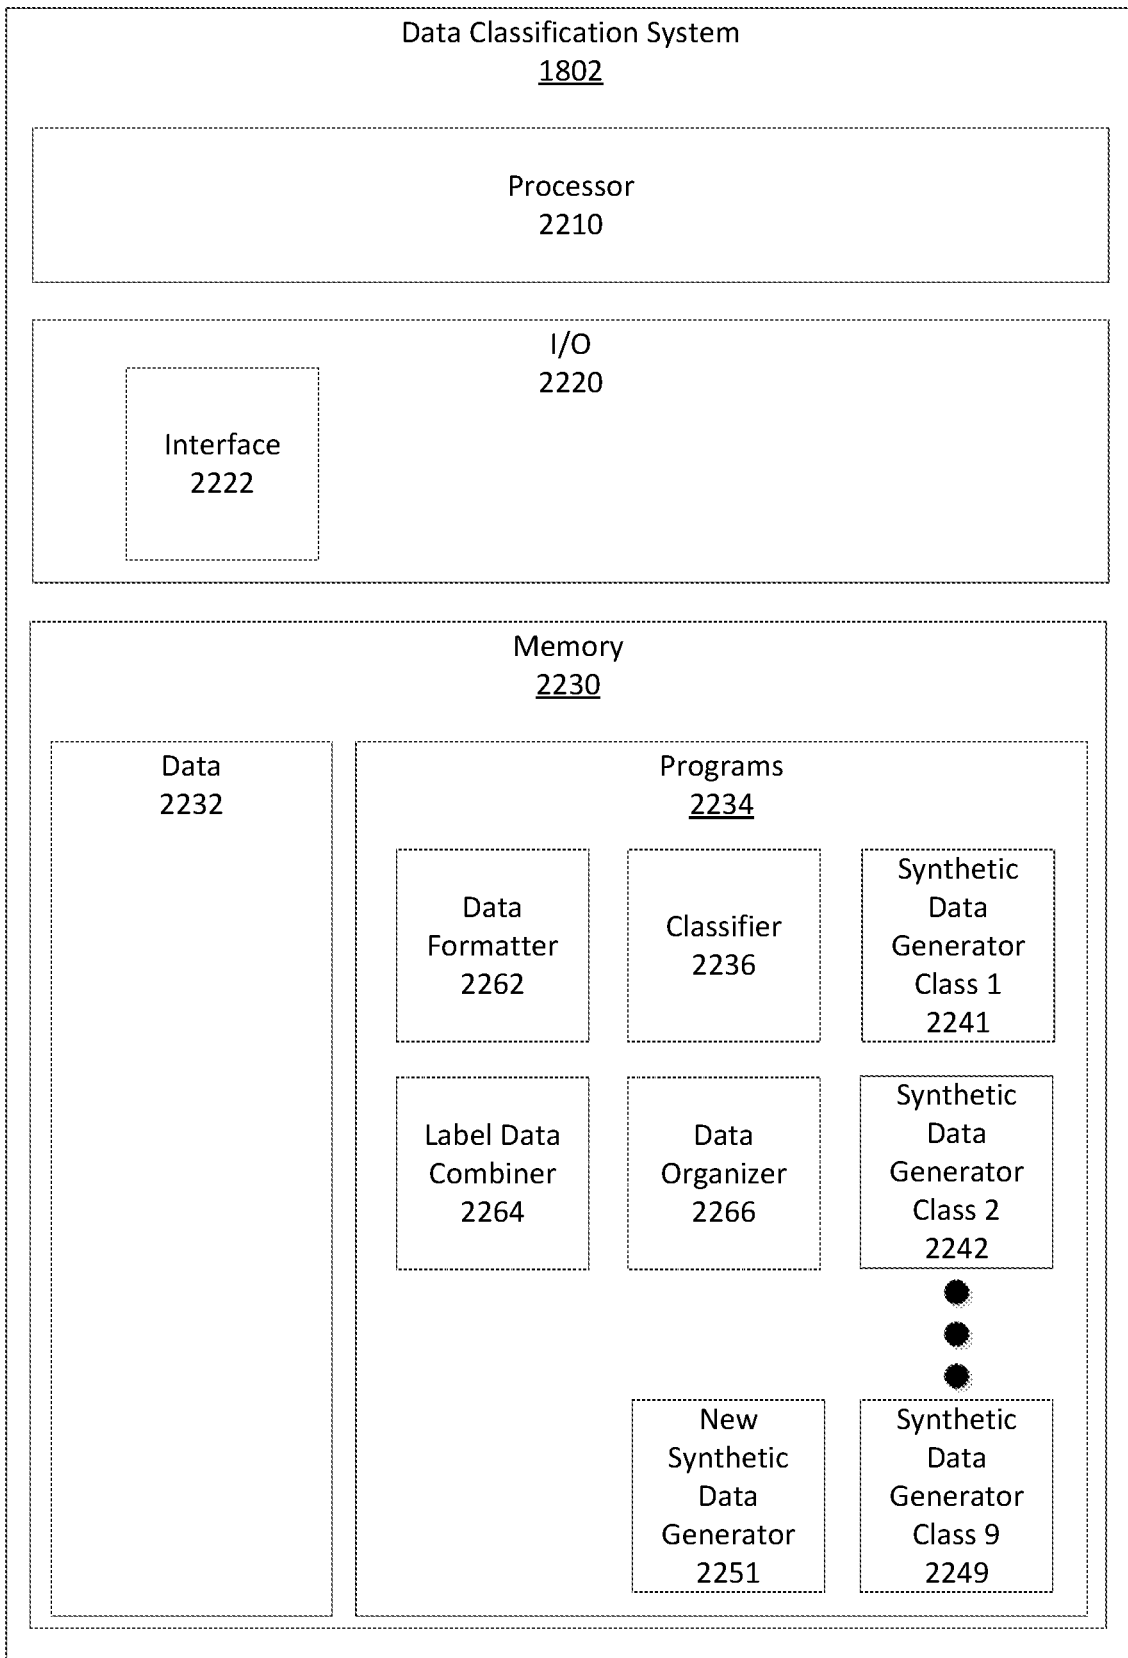 Data Classification System
1802
Processor
2210
I/O
2220
Interface
2222
Memory
2230
Data
2232
Programs
2234
Data
Formatter
2262
Classifier
2236
Synthetic
Data
Generator
Class 1
2241
Label Data
Combiner
2264
Data
Organizer
2266
Synthetic
Data
Generator
Class 2
2242
New
Synthetic
Data
Generator
2251
Synthetic
Data
Generator
Class 9
2249